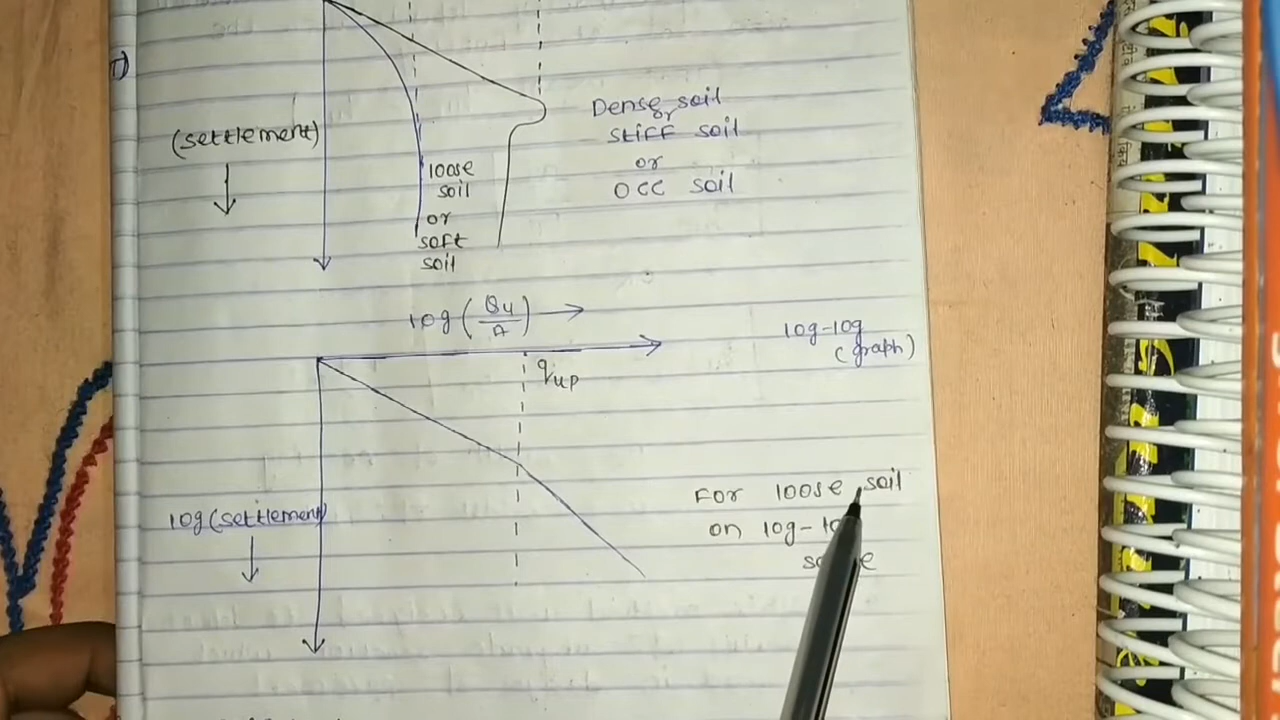 (settlement)
Dense soil
or
stiff soil
or
OCC soil
loose
soil
or
soft
soil
log (Qu/A)
log-log
(graph)
qup
For loose soil
on log-
log (settlement)